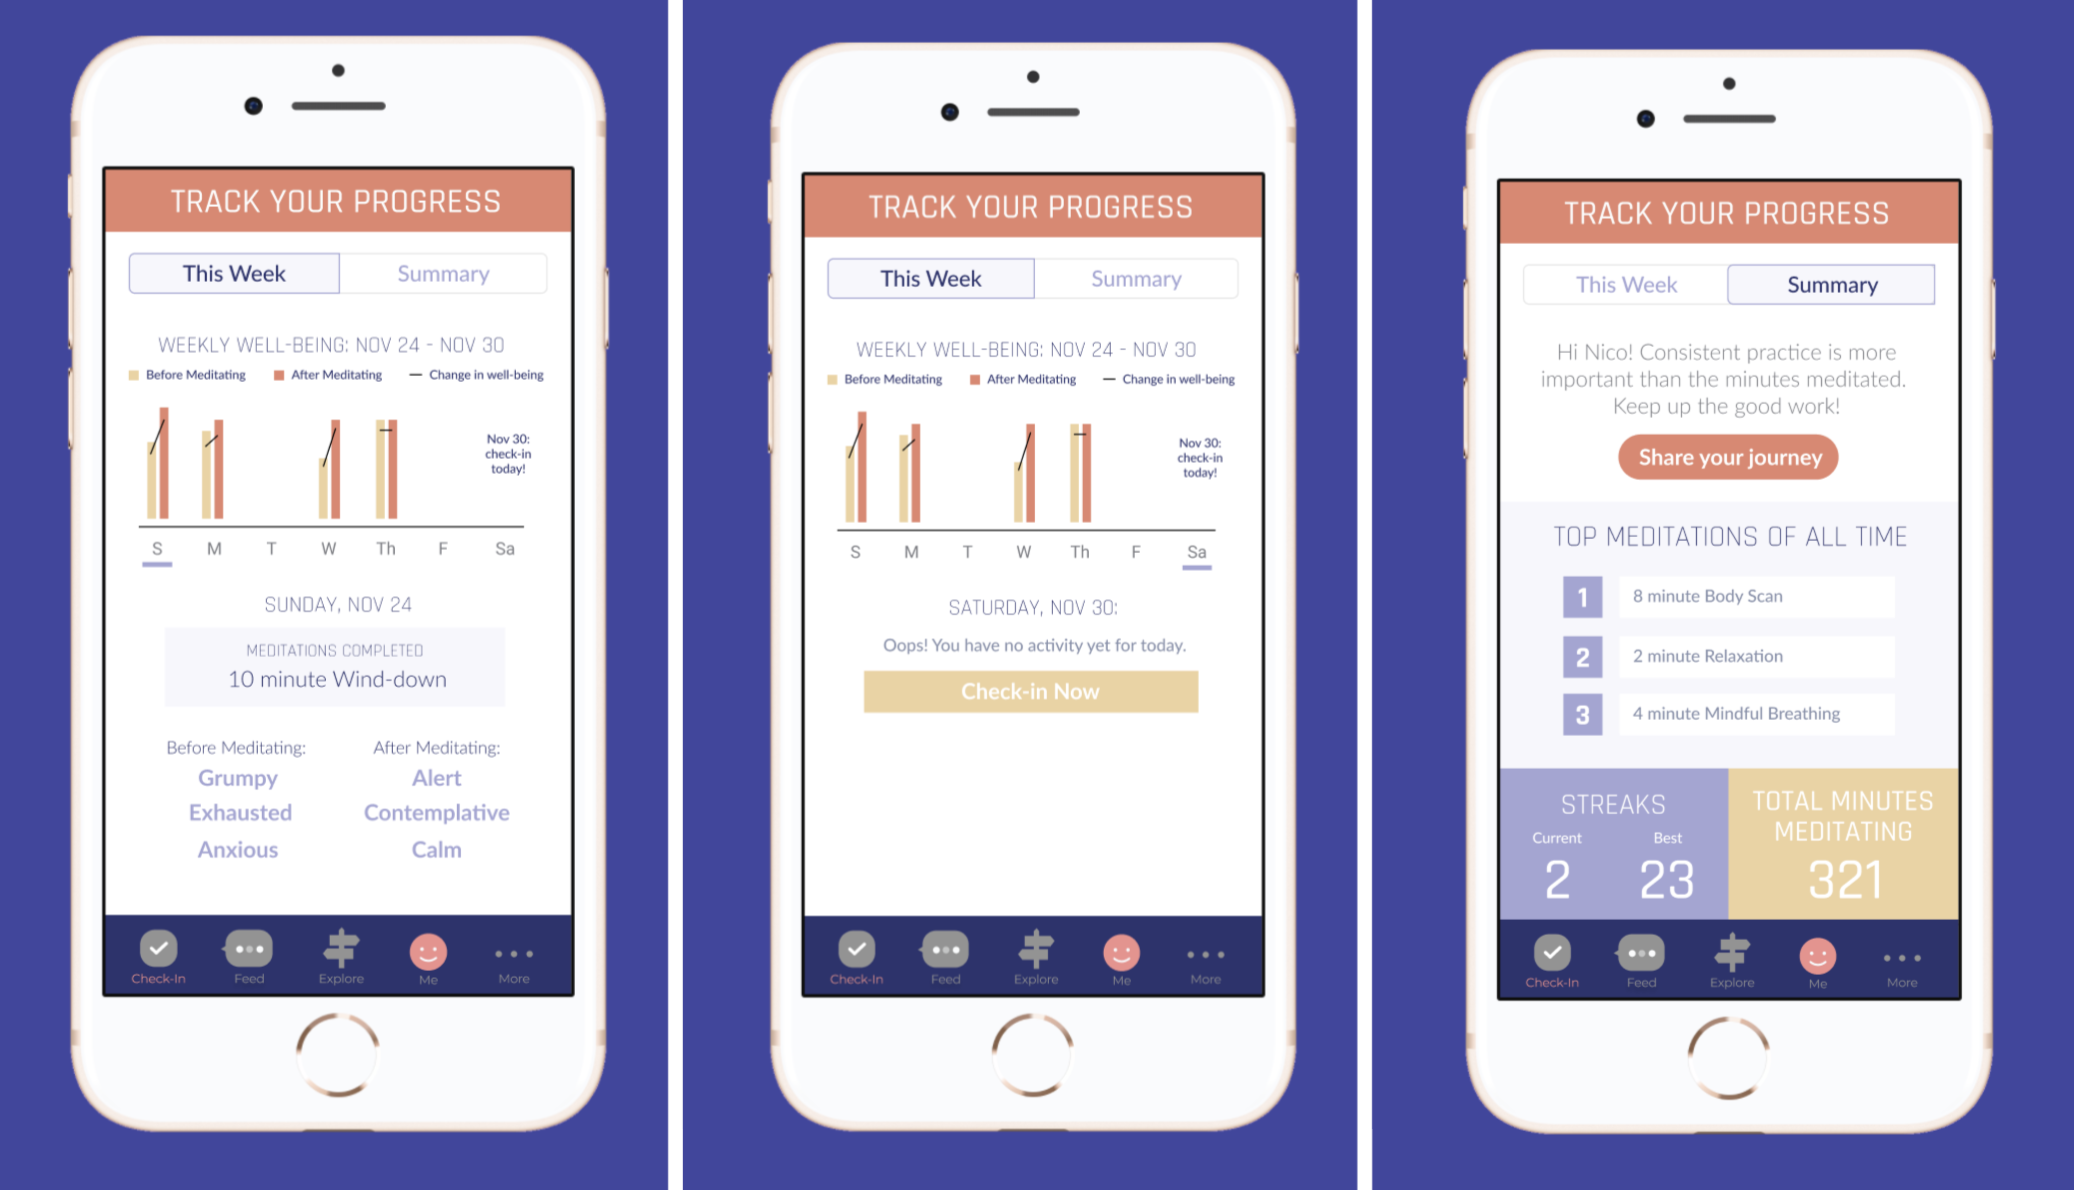 TRACK YOUR PROGRESS
This Week Summary
WEEKLY WELL-BEING: NOV 24 - NOV 30
Before Meditating After Meditating Change in well-being
Nov 30:
check-in
today!
S M T W Th F Sa
SUNDAY, NOV 24
MEDITATIONS COMPLETED
10 minute Wind-down
Before Meditating: After Meditating:
Grumpy Alert
Exhausted Contemplative
Anxious Calm
Check-In Feed Explore Me More
TRACK YOUR PROGRESS
This Week Summary
WEEKLY WELL-BEING: NOV 24 - NOV 30
Before Meditating After Meditating Change in well-being
Nov 30:
check-in
today!
S M T W Th F Sa
SATURDAY, NOV 30:
Oops! You have no activity yet for today.
Check-in Now
Check-In Feed Explore Me More
TRACK YOUR PROGRESS
This Week Summary
Hi Nico! Consistent practice is more
important than the minutes meditated.
Keep up the good work!
Share your journey
TOP MEDITATIONS OF ALL TIME
1 8 minute Body Scan
2 2 minute Relaxation
3 4 minute Mindful Breathing
STREAKS
Current Best
2 23
TOTAL MINUTES
MEDITATING
321
Check-In Feed Explore Me More